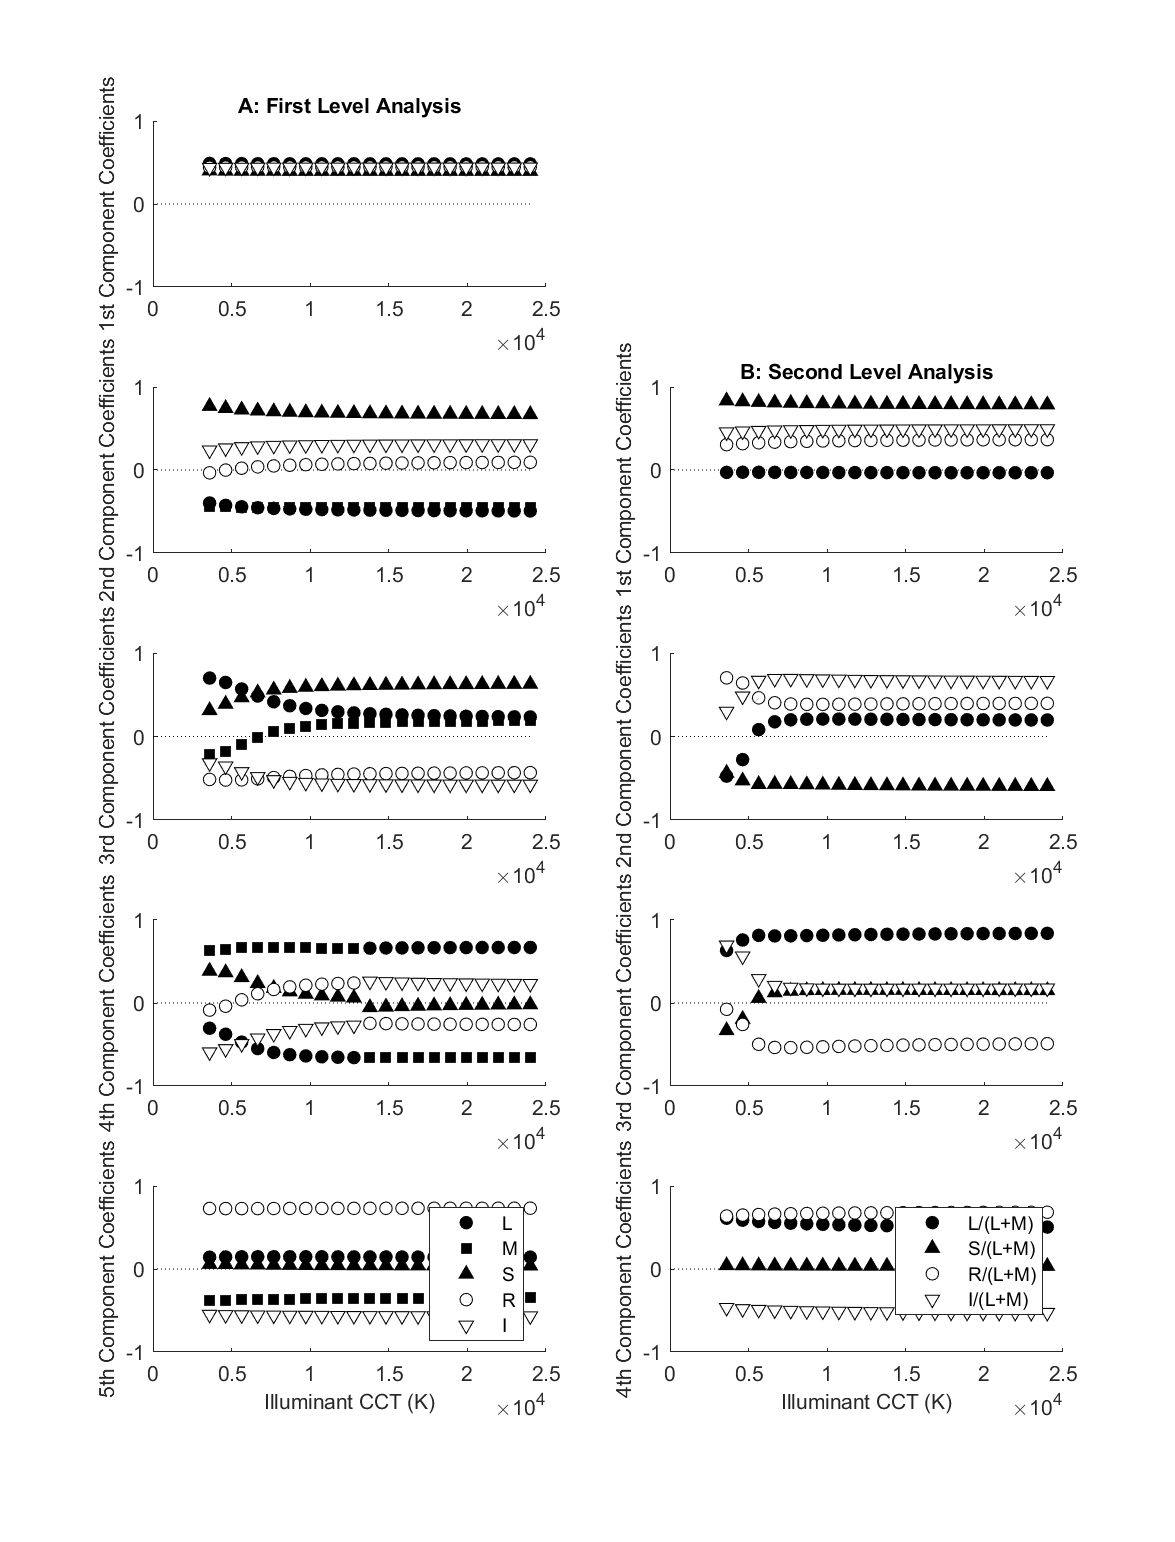 A: First Level Analysis
1st Component Coefficients
1
0
-1
0 0.5 1 1.5 2 2.5
×10^4
2nd Component Coefficients
1
0
-1
0 0.5 1 1.5 2 2.5
×10^4
3rd Component Coefficients
1
0
-1
0 0.5 1 1.5 2 2.5
×10^4
4th Component Coefficients
1
0
-1
0 0.5 1 1.5 2 2.5
×10^4
5th Component Coefficients
1
0
-1
0 0.5 1 1.5 2 2.5
Illuminant CCT (K)
×10^4
L
M
S
R
I
B: Second Level Analysis
1st Component Coefficients
1
0
-1
0 0.5 1 1.5 2 2.5
×10^4
2nd Component Coefficients
1
0
-1
0 0.5 1 1.5 2 2.5
×10^4
3rd Component Coefficients
1
0
-1
0 0.5 1 1.5 2 2.5
×10^4
4th Component Coefficients
1
0
-1
0 0.5 1 1.5 2 2.5
Illuminant CCT (K)
×10^4
L/(L+M)
S/(L+M)
R/(L+M)
I/(L+M)